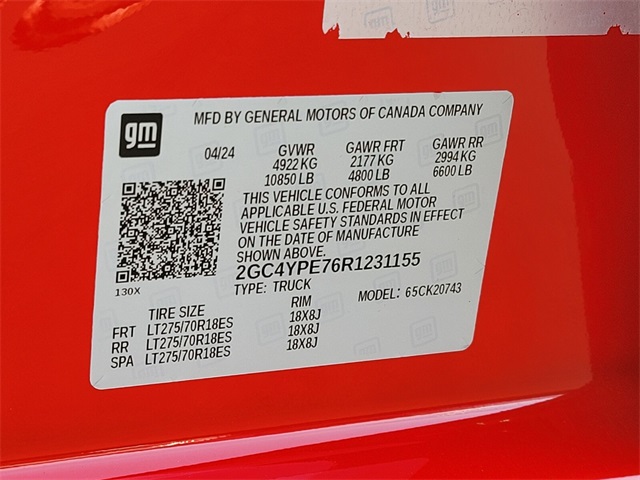 gm
MFD BY GENERAL MOTORS OF CANADA COMPANY
04/24 GVWR GAWR FRT GAWR RR
4922 KG 2177 KG 2994 KG
10850 LB 4800 LB 6600 LB
THIS VEHICLE CONFORMS TO ALL
APPLICABLE U.S. FEDERAL MOTOR
VEHICLE SAFETY STANDARDS IN EFFECT
ON THE DATE OF MANUFACTURE
SHOWN ABOVE.
2GC4YPE76R1231155
130X TYPE: TRUCK MODEL: 65CK20743
TIRE SIZE RIM
FRT LT275/70R18ES 18X8J
RR LT275/70R18ES 18X8J
SPA LT275/70R18ES 18X8J